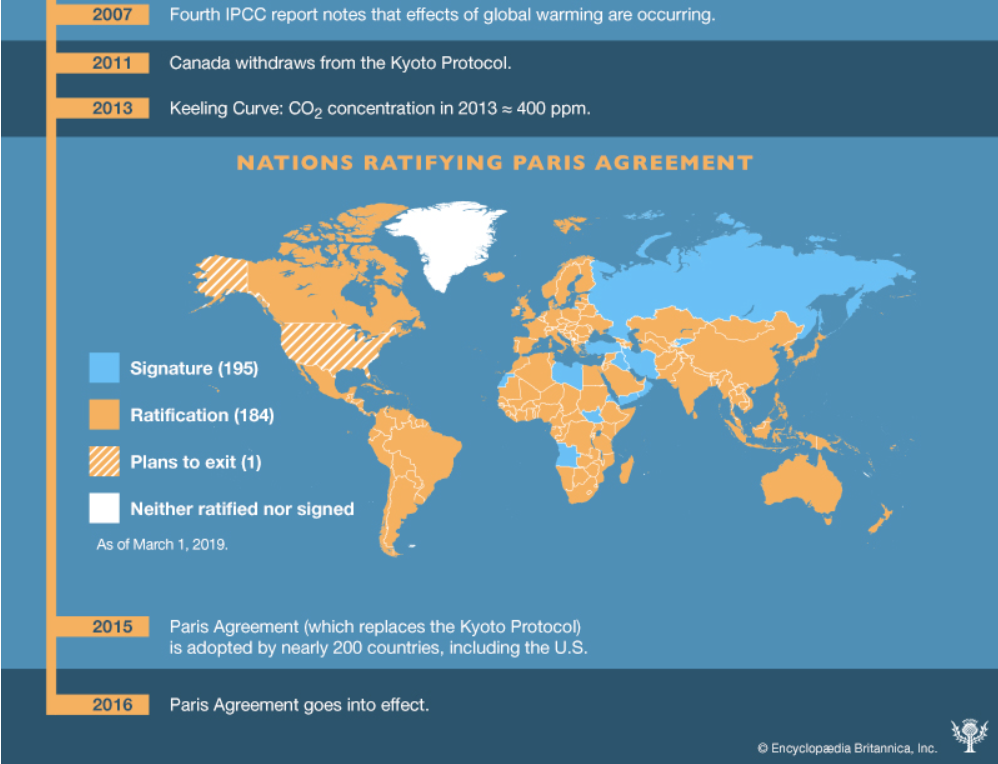 2007 Fourth IPCC report notes that effects of global warming are occurring.
2011 Canada withdraws from the Kyoto Protocol.
2013 Keeling Curve: CO₂ concentration in 2013 ≈ 400 ppm.
NATIONS RATIFYING PARIS AGREEMENT
Signature (195)
Ratification (184)
Plans to exit (1)
Neither ratified nor signed
As of March 1, 2019.
2015 Paris Agreement (which replaces the Kyoto Protocol)
is adopted by nearly 200 countries, including the U.S.
2016 Paris Agreement goes into effect.
© Encyclopædia Britannica, Inc.